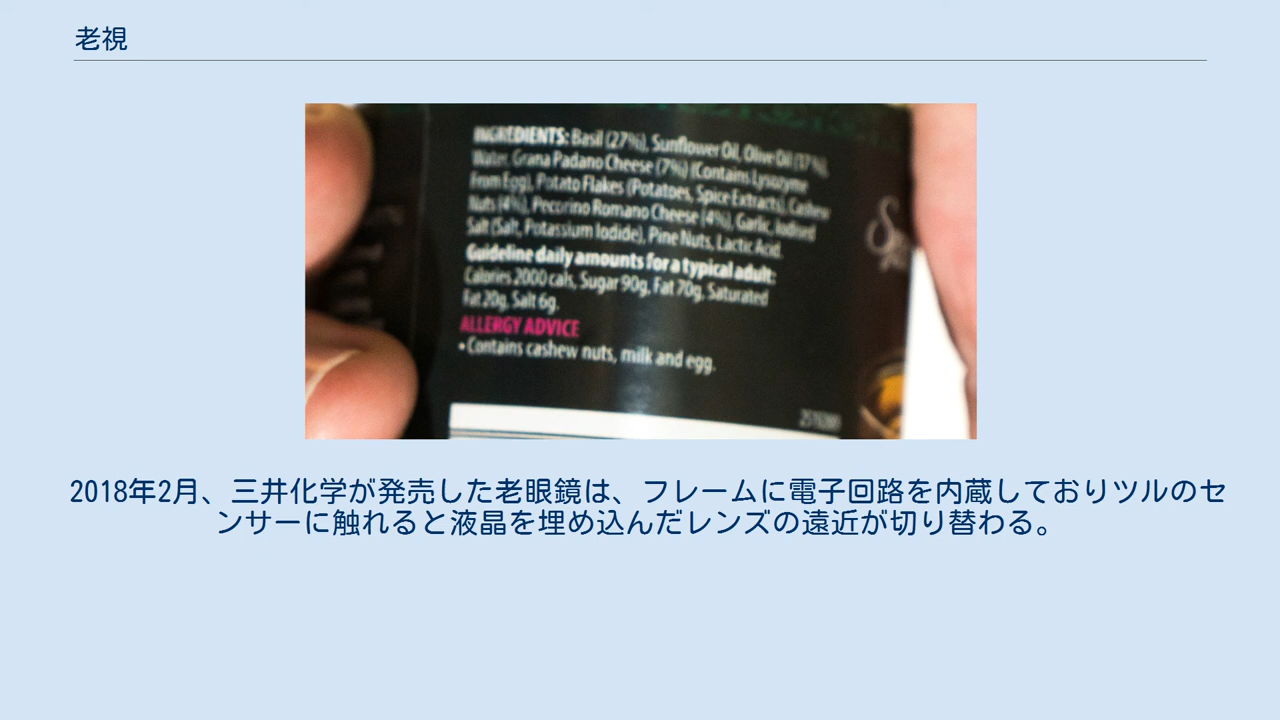 老視
INGREDIENTS: Basil (27%), Sunflower Oil, Olive Oil (17%),
Water, Grana Padano Cheese (7%) (Contains Lysozyme
From Egg), Potato Flakes (Potatoes, Spice Extracts), Cashew
Nuts (4%), Pecorino Romano Cheese (4%), Garlic, Iodised
Salt (Salt, Potassium Iodide), Pine Nuts, Lactic Acid.
Guideline daily amounts for a typical adult:
Calories 2000 cals, Sugar 90g, Fat 70g, Saturated
Fat 20g, Salt 6g.
ALLERGY ADVICE
• Contains cashew nuts, milk and egg.
2018年2月、三井化学が発売した老眼鏡は、フレームに電子回路を内蔵しておりツルのセ
ンサーに触れると液晶を埋め込んだレンズの遠近が切り替わる。